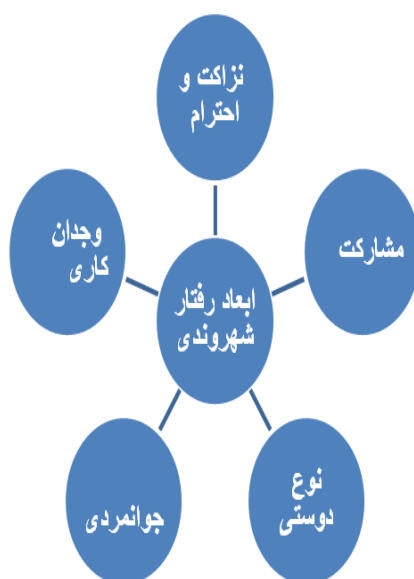 نزاکت و
احترام
مشارکت
وجدان
کاری
ابعاد رفتار
شهروندی
نوع
دوستی
جوانمردی